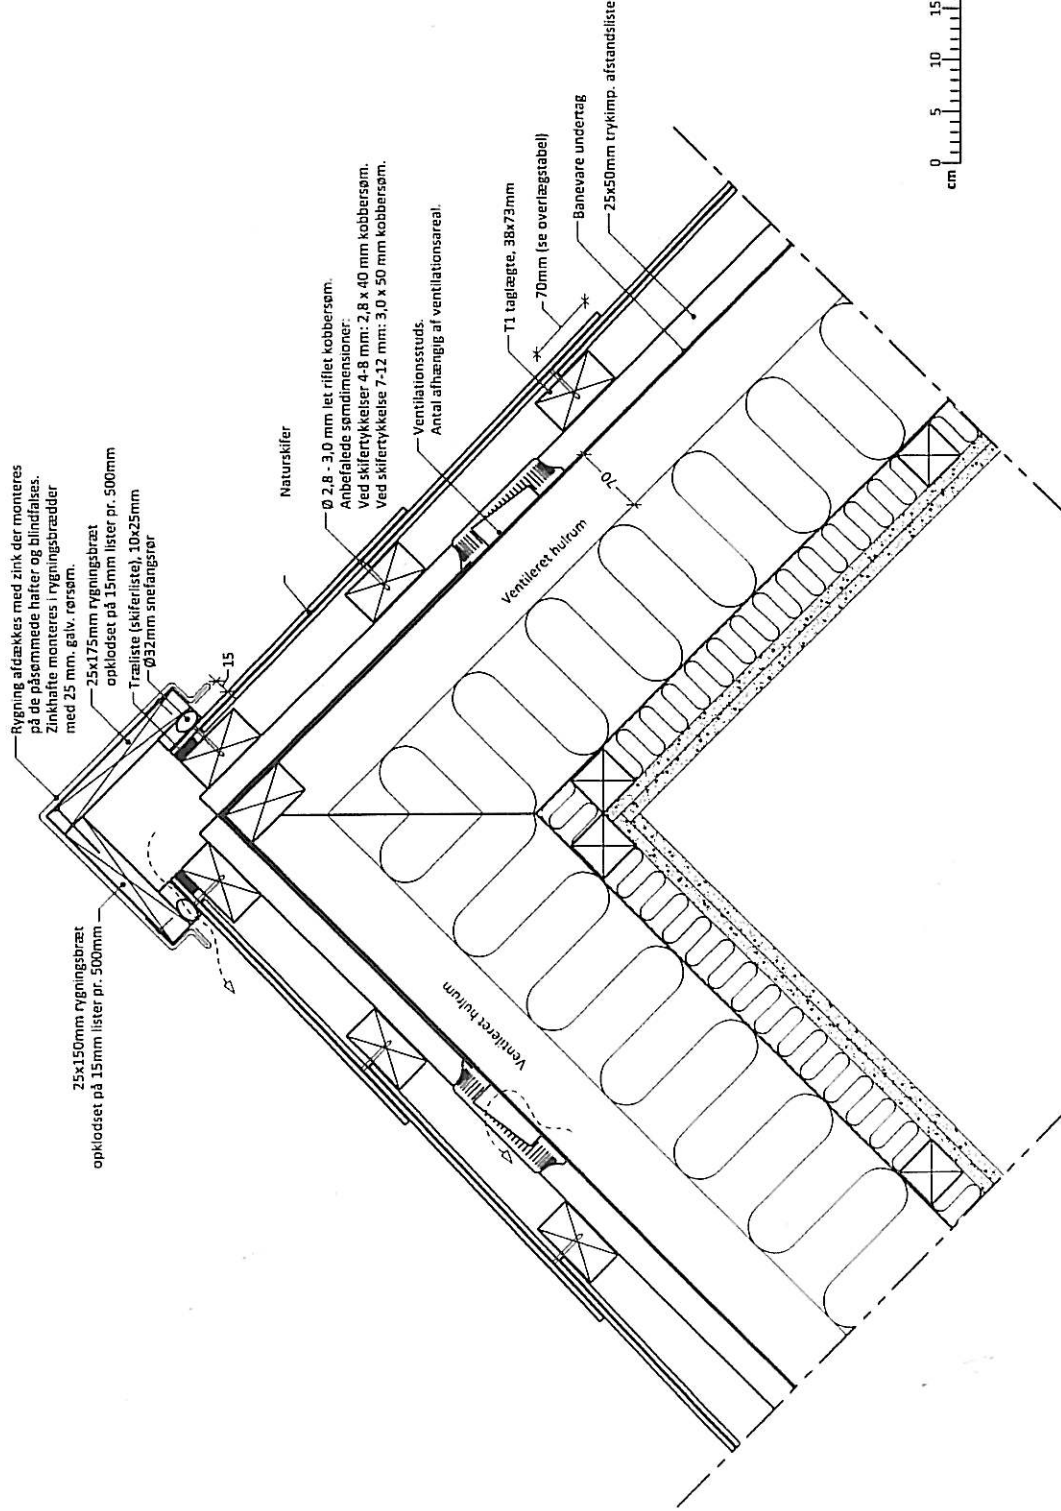 Rygning afdækkes med zink der monteres
på de påsømmede hafter og blindfalses.
Zinkhafte monteres i rygningsbrædder
med 25 mm. galv. rørsøm.
25x175mm rygningsbræt
opklodset på 15mm lister pr. 500mm
Træliste (skiferliste), 10x25mm
Ø32mm snefangsrør
15
25x150mm rygningsbræt
opklodset på 15mm lister pr. 500mm
Naturskifer
Ø 2,8 - 3,0 mm let riflet kobbersøm.
Anbefalede sømdimensioner:
Ved skifertykkelser 4-8 mm: 2,8 x 40 mm kobbersøm.
Ved skifertykkelse 7-12 mm: 3,0 x 50 mm kobbersøm.
Ventilationsstuds.
Antal afhængig af ventilationsareal.
T1 taglægte, 38x73mm
70mm (se overlægstabel)
Banevare undertag
25x50mm trykimp. afstandsliste
70
Ventileret hulrum
Ventileret hulrum
cm
0 5 10 15